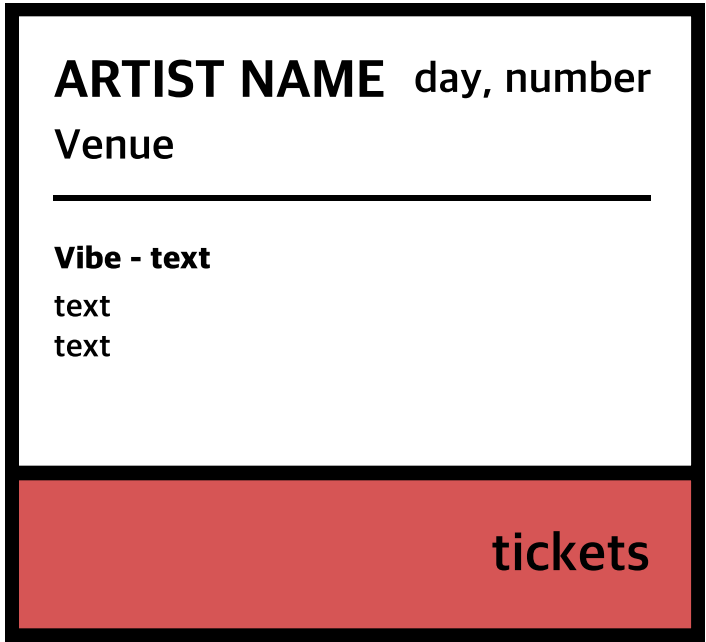 ARTIST NAME day, number
Venue
Vibe - text
text
text
tickets